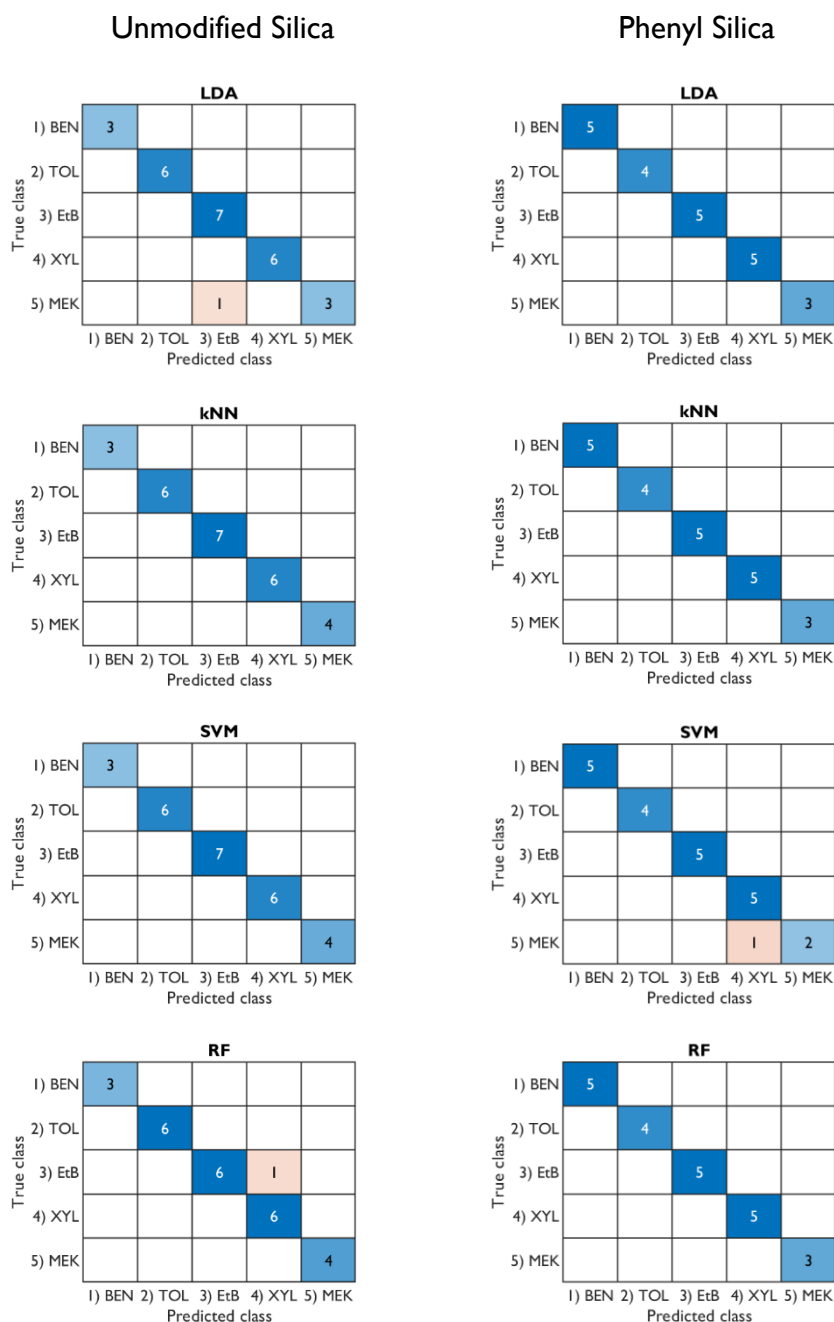 Unmodified Silica
Phenyl Silica
LDA
True class
1) BEN 3
2) TOL 6
3) EtB 7
4) XYL 6
5) MEK 1 3
1) BEN 2) TOL 3) EtB 4) XYL 5) MEK
Predicted class
LDA
True class
1) BEN 5
2) TOL 4
3) EtB 5
4) XYL 5
5) MEK 3
1) BEN 2) TOL 3) EtB 4) XYL 5) MEK
Predicted class
kNN
True class
1) BEN 3
2) TOL 6
3) EtB 7
4) XYL 6
5) MEK 4
1) BEN 2) TOL 3) EtB 4) XYL 5) MEK
Predicted class
kNN
True class
1) BEN 5
2) TOL 4
3) EtB 5
4) XYL 5
5) MEK 3
1) BEN 2) TOL 3) EtB 4) XYL 5) MEK
Predicted class
SVM
True class
1) BEN 3
2) TOL 6
3) EtB 7
4) XYL 6
5) MEK 4
1) BEN 2) TOL 3) EtB 4) XYL 5) MEK
Predicted class
SVM
True class
1) BEN 5
2) TOL 4
3) EtB 5
4) XYL 5
5) MEK 1 2
1) BEN 2) TOL 3) EtB 4) XYL 5) MEK
Predicted class
RF
True class
1) BEN 3
2) TOL 6
3) EtB 6 1
4) XYL 6
5) MEK 4
1) BEN 2) TOL 3) EtB 4) XYL 5) MEK
Predicted class
RF
True class
1) BEN 5
2) TOL 4
3) EtB 5
4) XYL 5
5) MEK 3
1) BEN 2) TOL 3) EtB 4) XYL 5) MEK
Predicted class